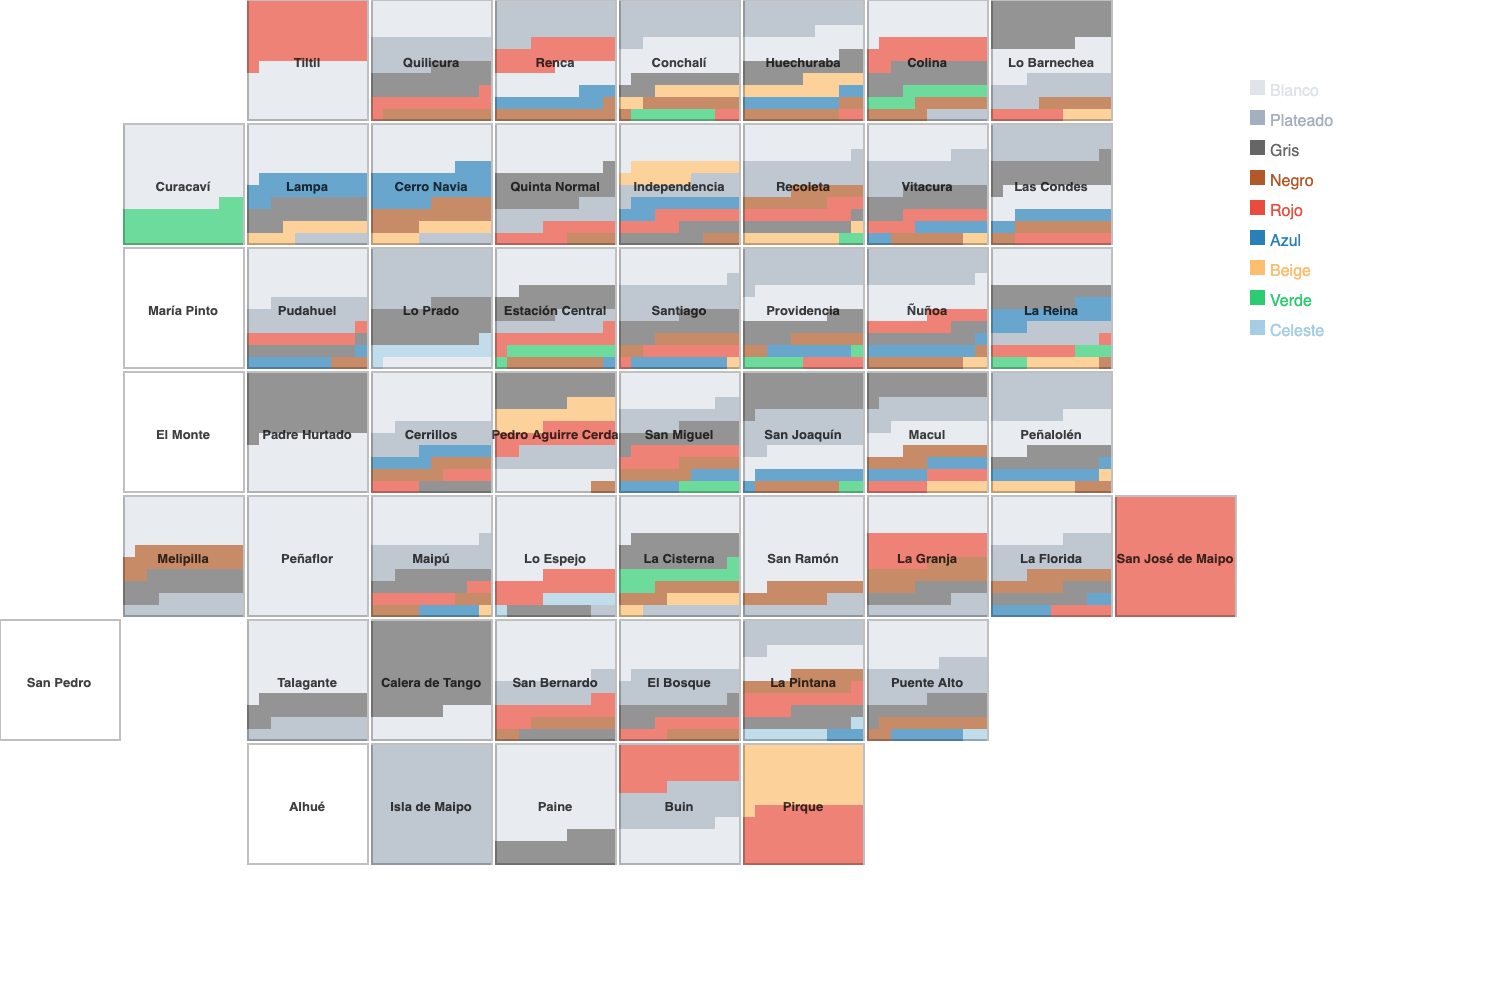 Tiltil
Quilicura
Renca
Conchalí
Huechuraba
Colina
Lo Barnechea
Curacaví
Lampa
Cerro Navia
Quinta Normal
Independencia
Recoleta
Vitacura
Las Condes
María Pinto
Pudahuel
Lo Prado
Estación Central
Santiago
Providencia
Ñuñoa
La Reina
El Monte
Padre Hurtado
Cerrillos
Pedro Aguirre Cerda
San Miguel
San Joaquín
Macul
Peñalolén
Melipilla
Peñaflor
Maipú
Lo Espejo
La Cisterna
San Ramón
La Granja
La Florida
San José de Maipo
San Pedro
Talagante
Calera de Tango
San Bernardo
El Bosque
La Pintana
Puente Alto
Alhué
Isla de Maipo
Paine
Buin
Pirque
Blanco
Plateado
Gris
Negro
Rojo
Azul
Beige
Verde
Celeste